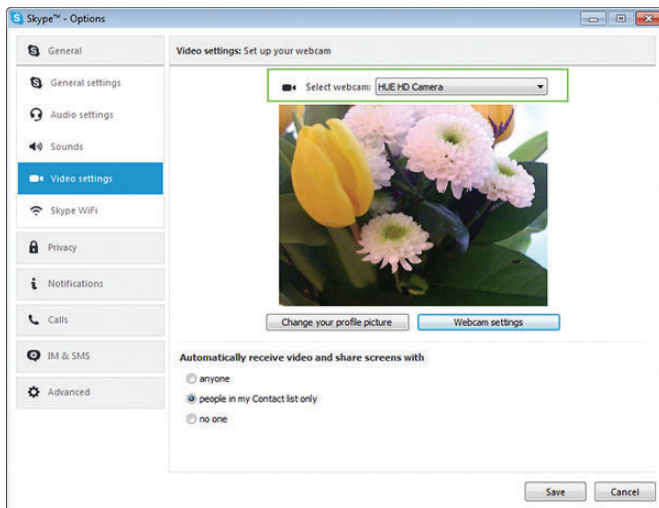 Skype™ - Options
General
General settings
Audio settings
Sounds
Video settings
Skype WiFi
Privacy
Notifications
Calls
IM & SMS
Advanced
Video settings: Set up your webcam
Select webcam: HUE HD Camera
Change your profile picture Webcam settings
Automatically receive video and share screens with
anyone
people in my Contact list only
no one
Save Cancel